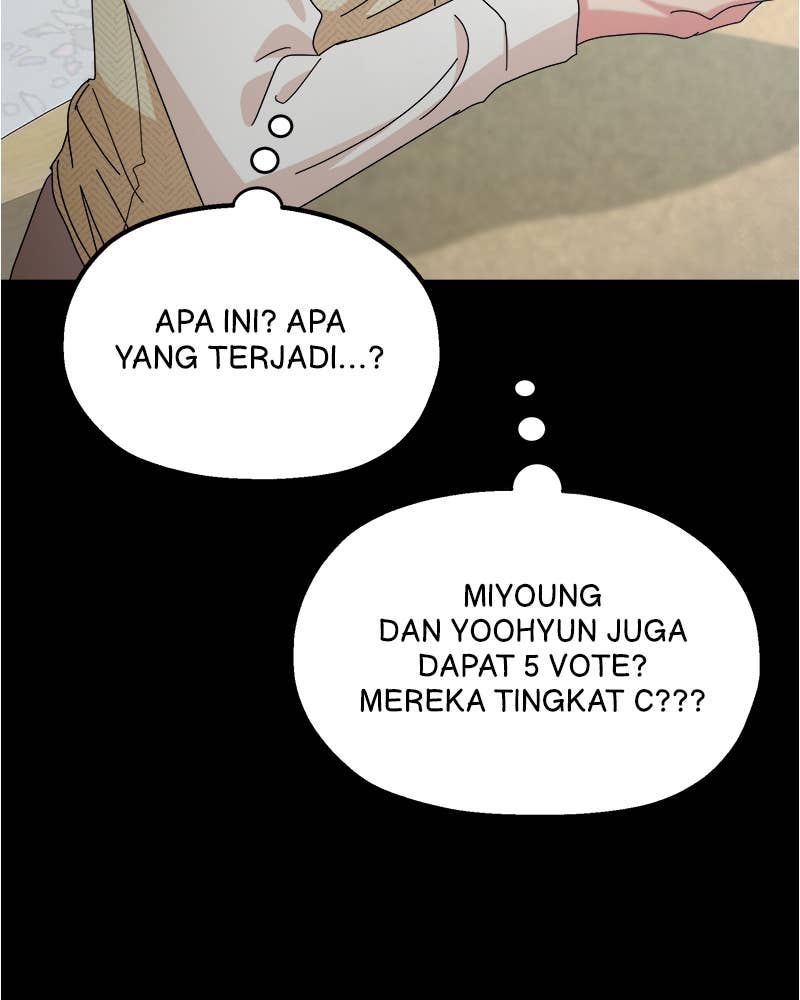 APA INI? APA
YANG TERJADI...?
MIYOUNG
DAN YOOHYUN JUGA
DAPAT 5 VOTE?
MEREKA TINGKAT C???